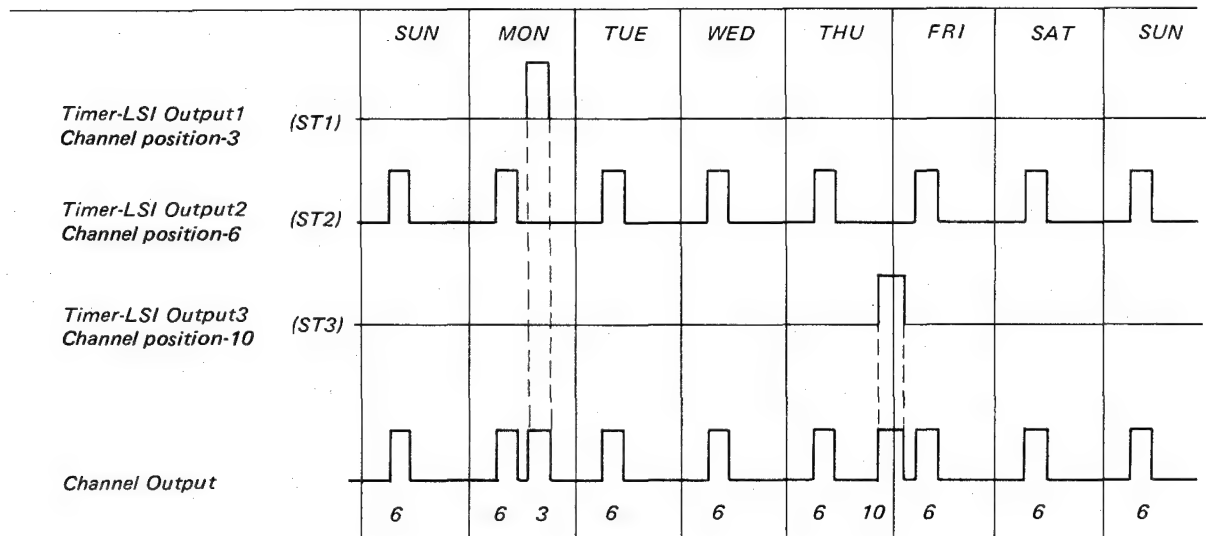 SUN MON TUE WED THU FRI SAT SUN
Timer-LSI Output1 (ST1)
Channel position-3
Timer-LSI Output2 (ST2)
Channel position-6
Timer-LSI Output3 (ST3)
Channel position-10
Channel Output
6 6 3 6 6 6 10 6 6 6